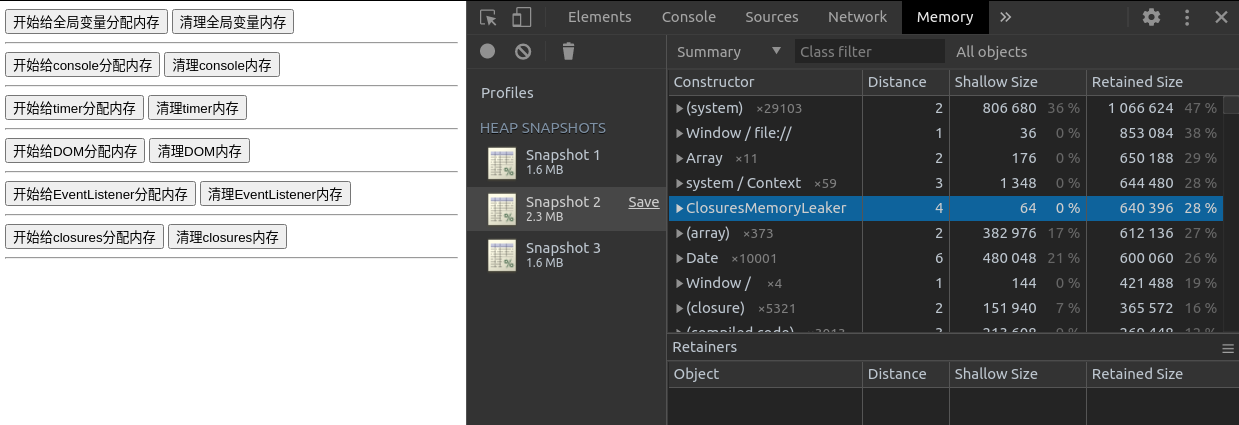 开始给全局变量分配内存 清理全局变量内存
开始给console分配内存 清理console内存
开始给timer分配内存 清理timer内存
开始给DOM分配内存 清理DOM内存
开始给EventListener分配内存 清理EventListener内存
开始给closures分配内存 清理closures内存
Elements Console Sources Network Memory »
Summary ▼ Class filter All objects
Profiles
HEAP SNAPSHOTS
Snapshot 1
1.6 MB
Snapshot 2 Save
2.3 MB
Snapshot 3
1.6 MB
Constructor Distance Shallow Size Retained Size
(system) ×29103 2 806 680 36 % 1 066 624 47 %
Window / file:// 1 36 0 % 853 084 38 %
Array ×11 2 176 0 % 650 188 29 %
system / Context ×59 3 1 348 0 % 644 480 28 %
ClosuresMemoryLeaker 4 64 0 % 640 396 28 %
(array) ×373 2 382 976 17 % 612 136 27 %
Date ×10001 6 480 048 21 % 600 060 26 %
Window / ×4 1 144 0 % 421 488 19 %
(closure) ×5321 2 151 940 7 % 365 572 16 %
(compiled code)
Retainers
Object Distance Shallow Size Retained Size